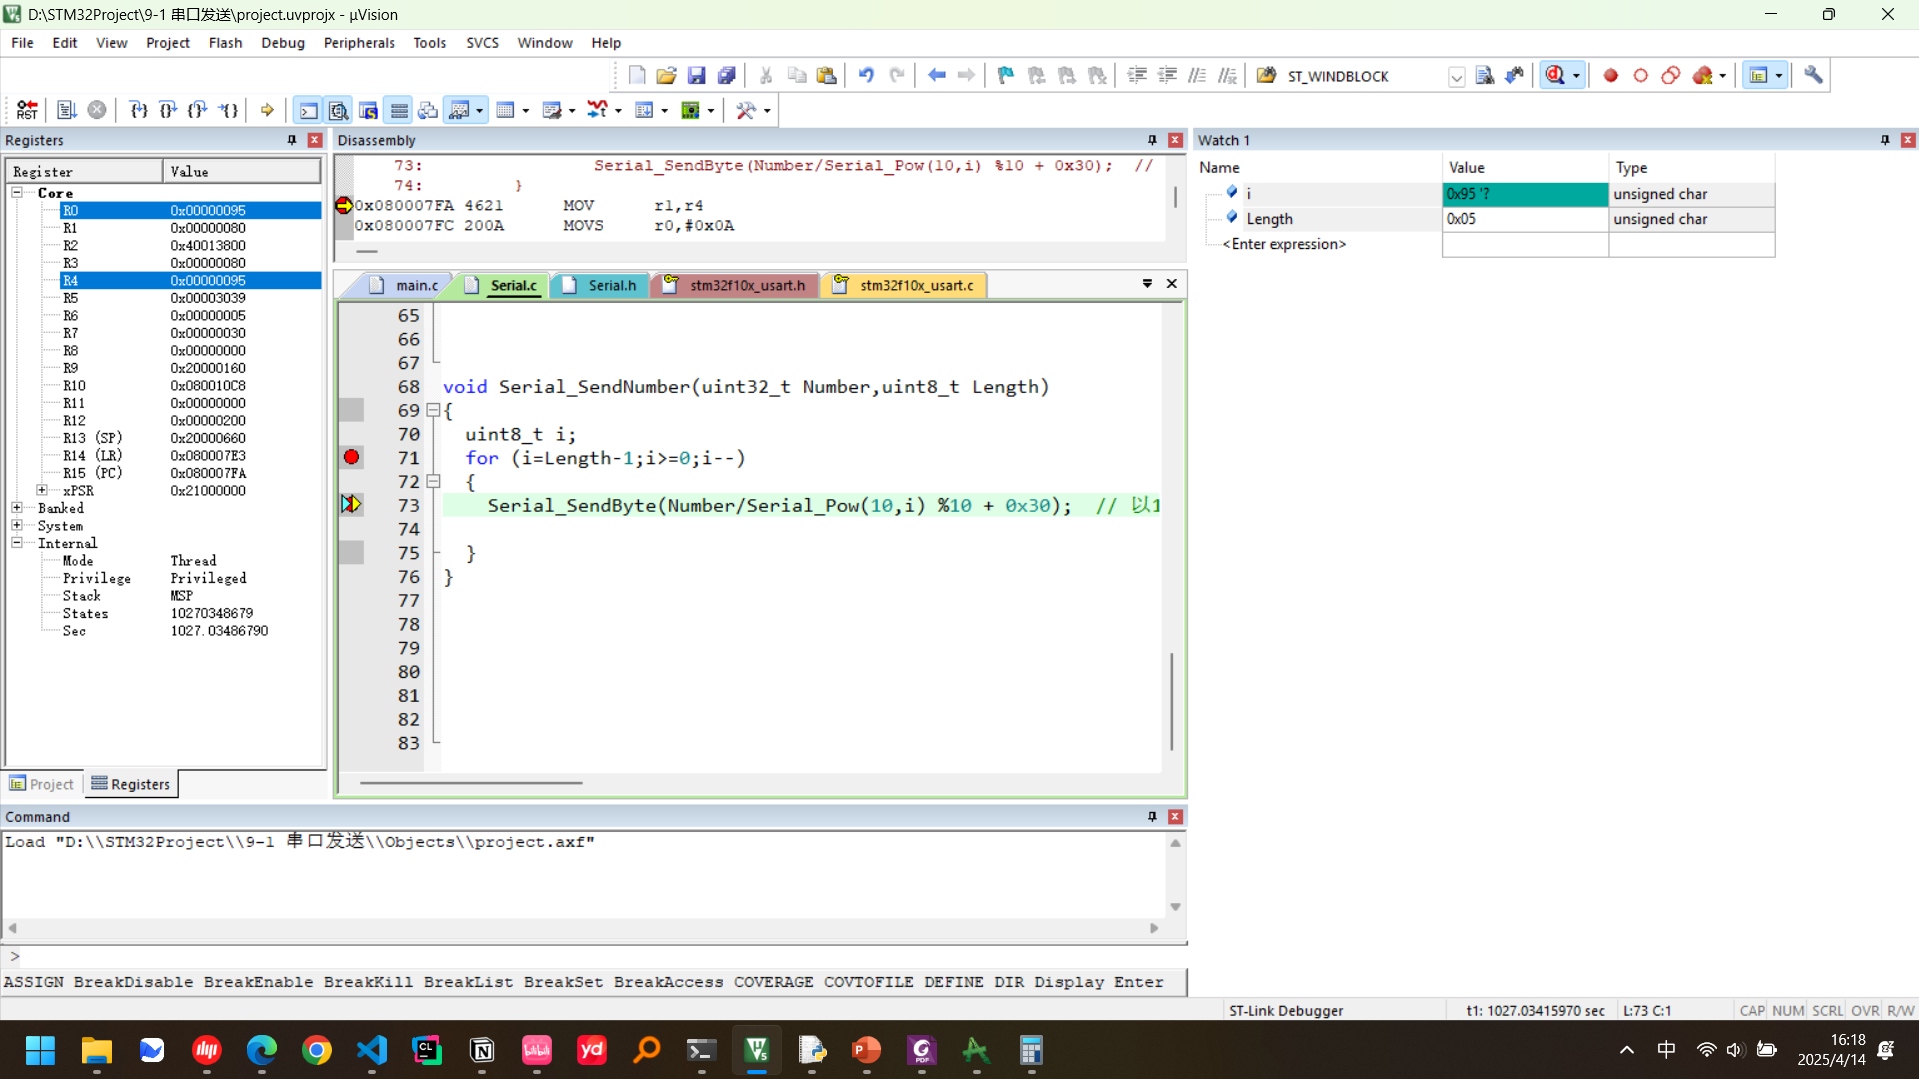 D:\STM32Project\9-1 串口发送\project.uvprojx - µVision
File Edit View Project Flash Debug Peripherals Tools SVCS Window Help
ST_WINDBLOCK
RST
Registers
Register Value
Core
R0 0x00000095
R1 0x00000080
R2 0x40013800
R3 0x00000080
R4 0x00000095
R5 0x00003039
R6 0x00000005
R7 0x00000030
R8 0x00000000
R9 0x20000160
R10 0x080010C8
R11 0x00000000
R12 0x00000200
R13 (SP) 0x20000660
R14 (LR) 0x080007E3
R15 (PC) 0x080007FA
xPSR 0x21000000
Banked
System
Internal
Mode Thread
Privilege Privileged
Stack MSP
States 10270348679
Sec 1027.03486790
Project Registers
Disassembly
73: Serial_SendByte(Number/Serial_Pow(10,i) %10 + 0x30); //
74: }
0x080007FA 4621 MOV r1,r4
0x080007FC 200A MOVS r0,#0x0A
main.c Serial.c Serial.h stm32f10x_usart.h stm32f10x_usart.c
65
66
67
68 void Serial_SendNumber(uint32_t Number,uint8_t Length)
69 {
70 uint8_t i;
71 for (i=Length-1;i>=0;i--)
72 {
73 Serial_SendByte(Number/Serial_Pow(10,i) %10 + 0x30); // 以1
74
75 }
76 }
77
78
79
80
81
82
83
Watch 1
Name Value Type
i 0x95 '? unsigned char
Length 0x05 unsigned char
<Enter expression>
Command
Load "D:\\STM32Project\\9-1 串口发送\\Objects\\project.axf"
>
ASSIGN BreakDisable BreakEnable BreakKill BreakList BreakSet BreakAccess COVERAGE COVTOFILE DEFINE DIR Display Enter
ST-Link Debugger t1: 1027.03415970 sec L:73 C:1 CAP NUM SCRL OVR R/W
CL
bilibili
yd
PDF
中
16:18
2025/4/14